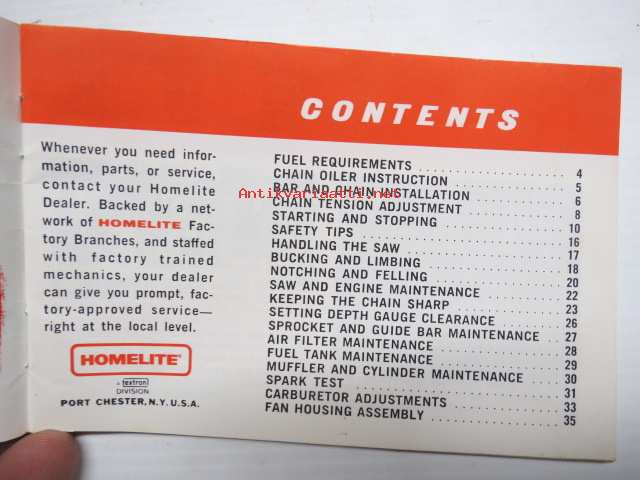 CONTENTS
Whenever you need infor-
mation, parts, or service,
contact your Homelite
Dealer. Backed by a net-
work of HOMELITE Fac-
tory Branches, and staffed
with factory trained
mechanics, your dealer
can give you prompt, fac-
tory-approved service—
right at the local level.
HOMELITE®
a textron
DIVISION
PORT CHESTER, N.Y. U.S.A.
FUEL REQUIREMENTS 4
CHAIN OILER INSTRUCTION 5
BAR AND CHAIN INSTALLATION 6
CHAIN TENSION ADJUSTMENT 8
STARTING AND STOPPING 10
SAFETY TIPS 16
HANDLING THE SAW 17
BUCKING AND LIMBING 18
NOTCHING AND FELLING 20
SAW AND ENGINE MAINTENANCE 22
KEEPING THE CHAIN SHARP 23
SETTING DEPTH GAUGE CLEARANCE 26
SPROCKET AND GUIDE BAR MAINTENANCE 27
AIR FILTER MAINTENANCE 28
FUEL TANK MAINTENANCE 29
MUFFLER AND CYLINDER MAINTENANCE 30
SPARK TEST 31
CARBURETOR ADJUSTMENTS 33
FAN HOUSING ASSEMBLY 35
Antikvariaatti.net